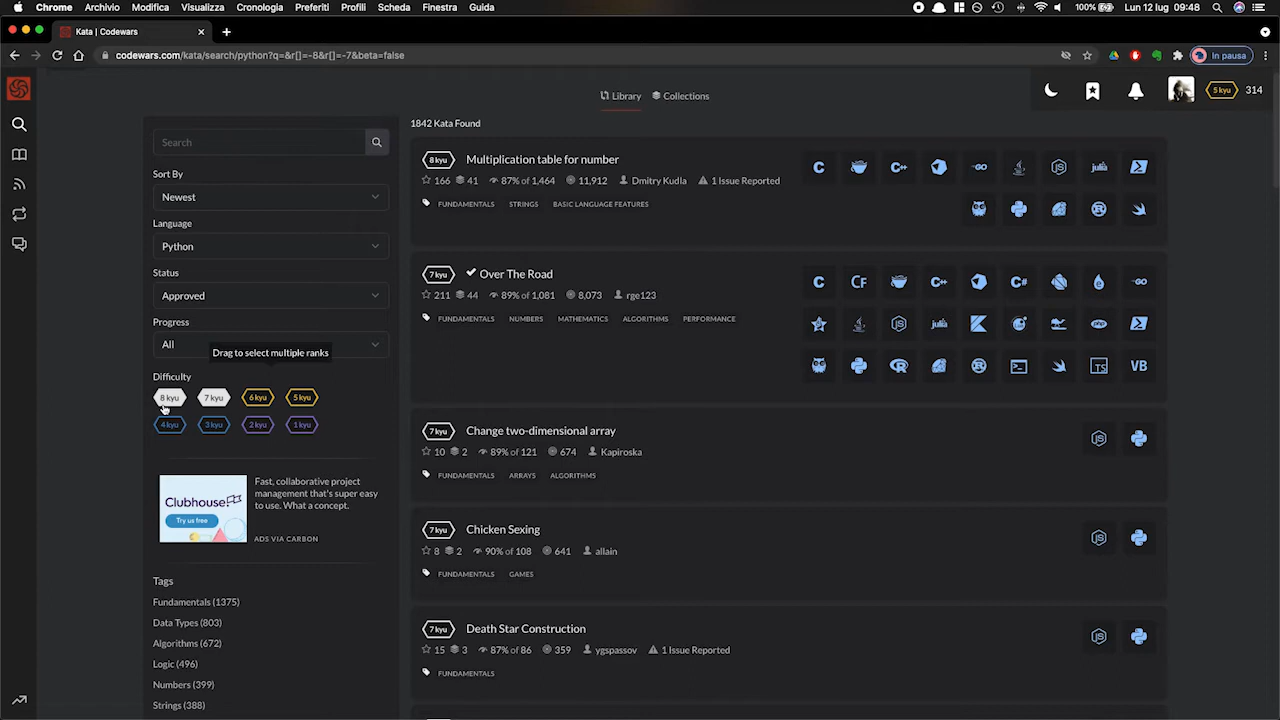 Chrome Archivio Modifica Visualizza Cronologia Preferiti Profili Scheda Finestra Guida 100% Lun 12 lug 09:48
Kata | Codewars
codewars.com/kata/search/python?q=&r[]=-8&r[]=-7&beta=false In pausa
Library Collections 5 kyu 314
1842 Kata Found
Search
Sort By
Newest
Language
Python
Status
Approved
Progress
All
Drag to select multiple ranks
Difficulty
8 kyu 7 kyu 6 kyu 5 kyu
4 kyu 3 kyu 2 kyu 1 kyu
Clubhouse
Try us free
Fast, collaborative project
management that's super easy
to use. What a concept.
ADS VIA CARBON
Tags
Fundamentals (1375)
Data Types (803)
Algorithms (672)
Logic (496)
Numbers (399)
Strings (388)
8 kyu Multiplication table for number
166 41 87% of 1,464 11,912 Dmitry Kudla 1 Issue Reported
FUNDAMENTALS STRINGS BASIC LANGUAGE FEATURES
C C++ GO julia
7 kyu Over The Road
211 44 89% of 1,081 8,073 rge123
FUNDAMENTALS NUMBERS MATHEMATICS ALGORITHMS PERFORMANCE
C CF C++ C# GO
julia php
R TS VB
7 kyu Change two-dimensional array
10 2 89% of 121 674 Kapiroska
FUNDAMENTALS ARRAYS ALGORITHMS
7 kyu Chicken Sexing
8 2 90% of 108 641 allain
FUNDAMENTALS GAMES
7 kyu Death Star Construction
15 3 87% of 86 359 ygspassov 1 Issue Reported
FUNDAMENTALS